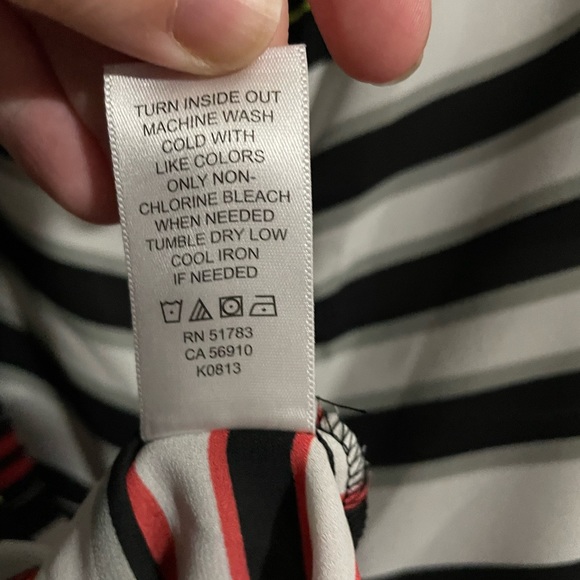 TURN INSIDE OUT
MACHINE WASH
COLD WITH
LIKE COLORS
ONLY NON-
CHLORINE BLEACH
WHEN NEEDED
TUMBLE DRY LOW
COOL IRON
IF NEEDED
RN 51783
CA 56910
K0813